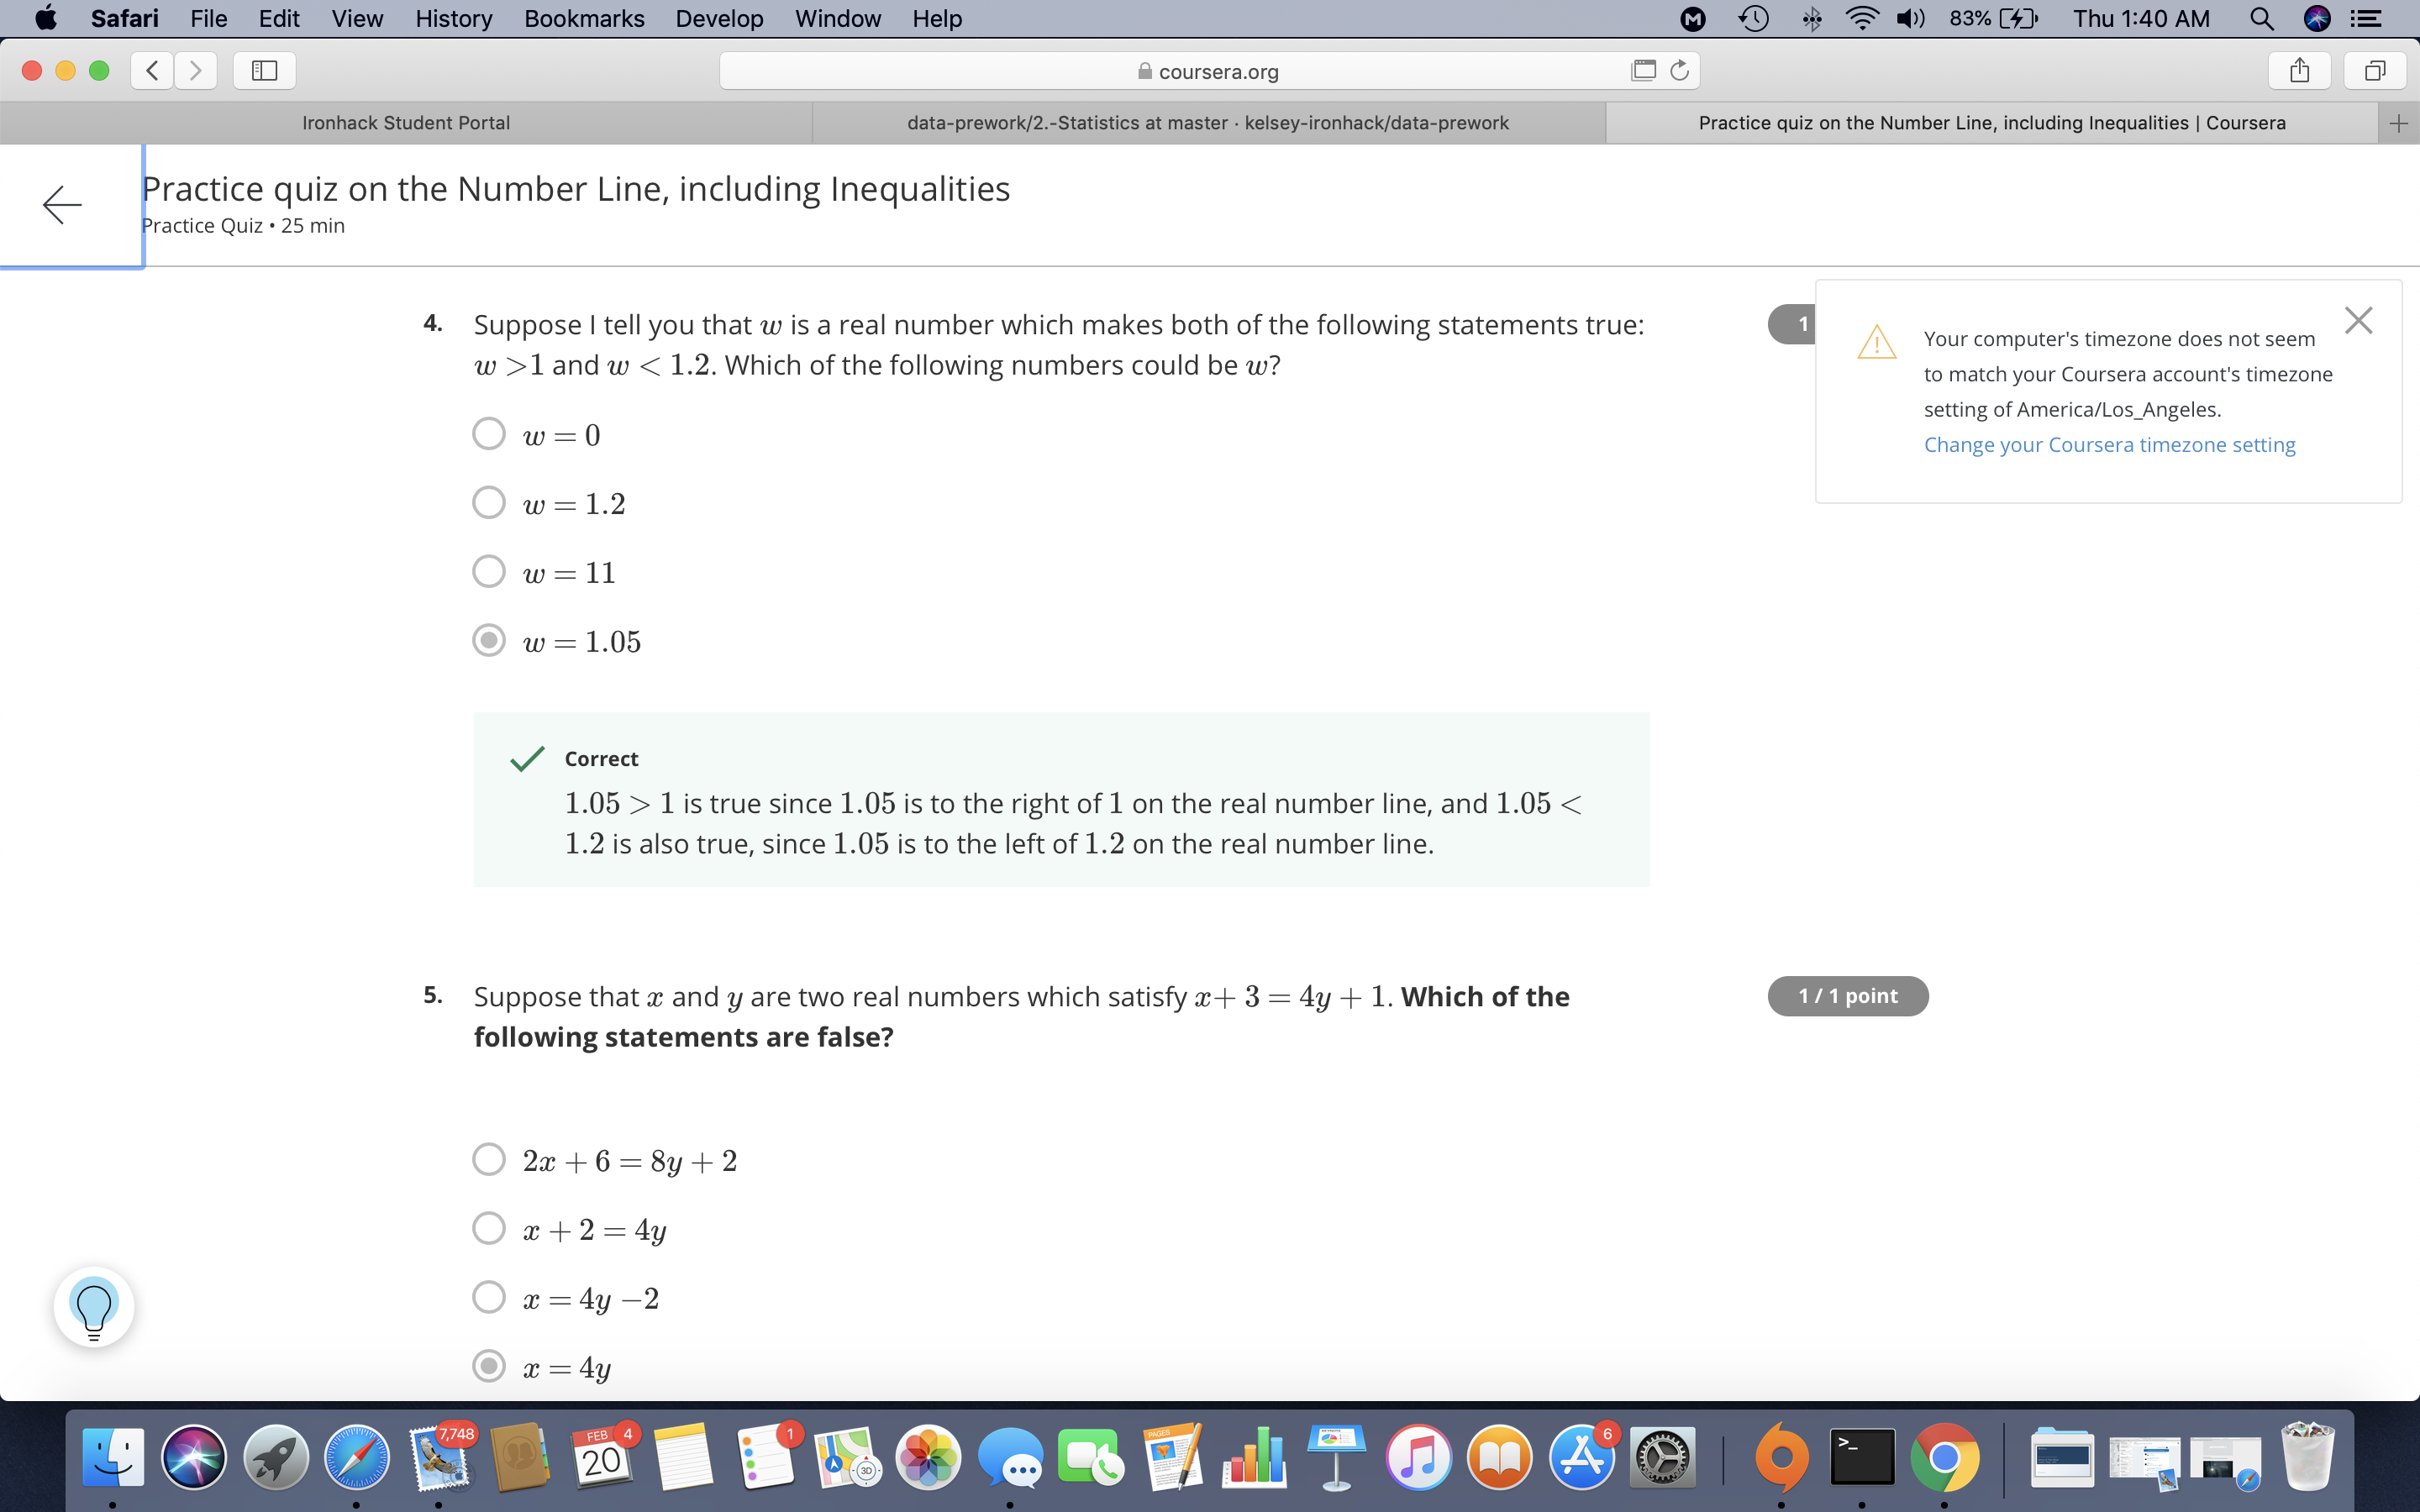 Safari File Edit View History Bookmarks Develop Window Help 83% Thu 1:40 AM
coursera.org
Ironhack Student Portal
data-prework/2.-Statistics at master · kelsey-ironhack/data-prework
Practice quiz on the Number Line, including Inequalities | Coursera
Practice quiz on the Number Line, including Inequalities
Practice Quiz • 25 min
4. Suppose I tell you that w is a real number which makes both of the following statements true:
w >1 and w < 1.2. Which of the following numbers could be w?
1
w = 0
w = 1.2
w = 11
w = 1.05
Your computer's timezone does not seem
to match your Coursera account's timezone
setting of America/Los_Angeles.
Change your Coursera timezone setting
Correct
1.05 > 1 is true since 1.05 is to the right of 1 on the real number line, and 1.05 <
1.2 is also true, since 1.05 is to the left of 1.2 on the real number line.
5. Suppose that x and y are two real numbers which satisfy x+ 3 = 4y + 1. Which of the
following statements are false?
1 / 1 point
2x + 6 = 8y + 2
x + 2 = 4y
x = 4y −2
x = 4y
7,748
FEB
20
4
1
3D
PAGES
6
>_